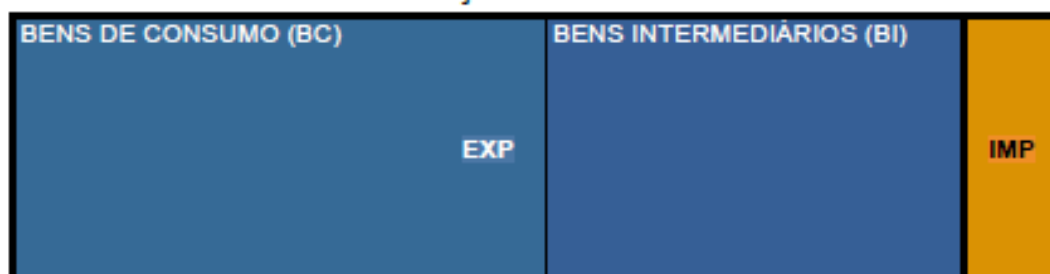 BENS DE CONSUMO (BC)
BENS INTERMEDIÁRIOS (BI)
EXP
IMP